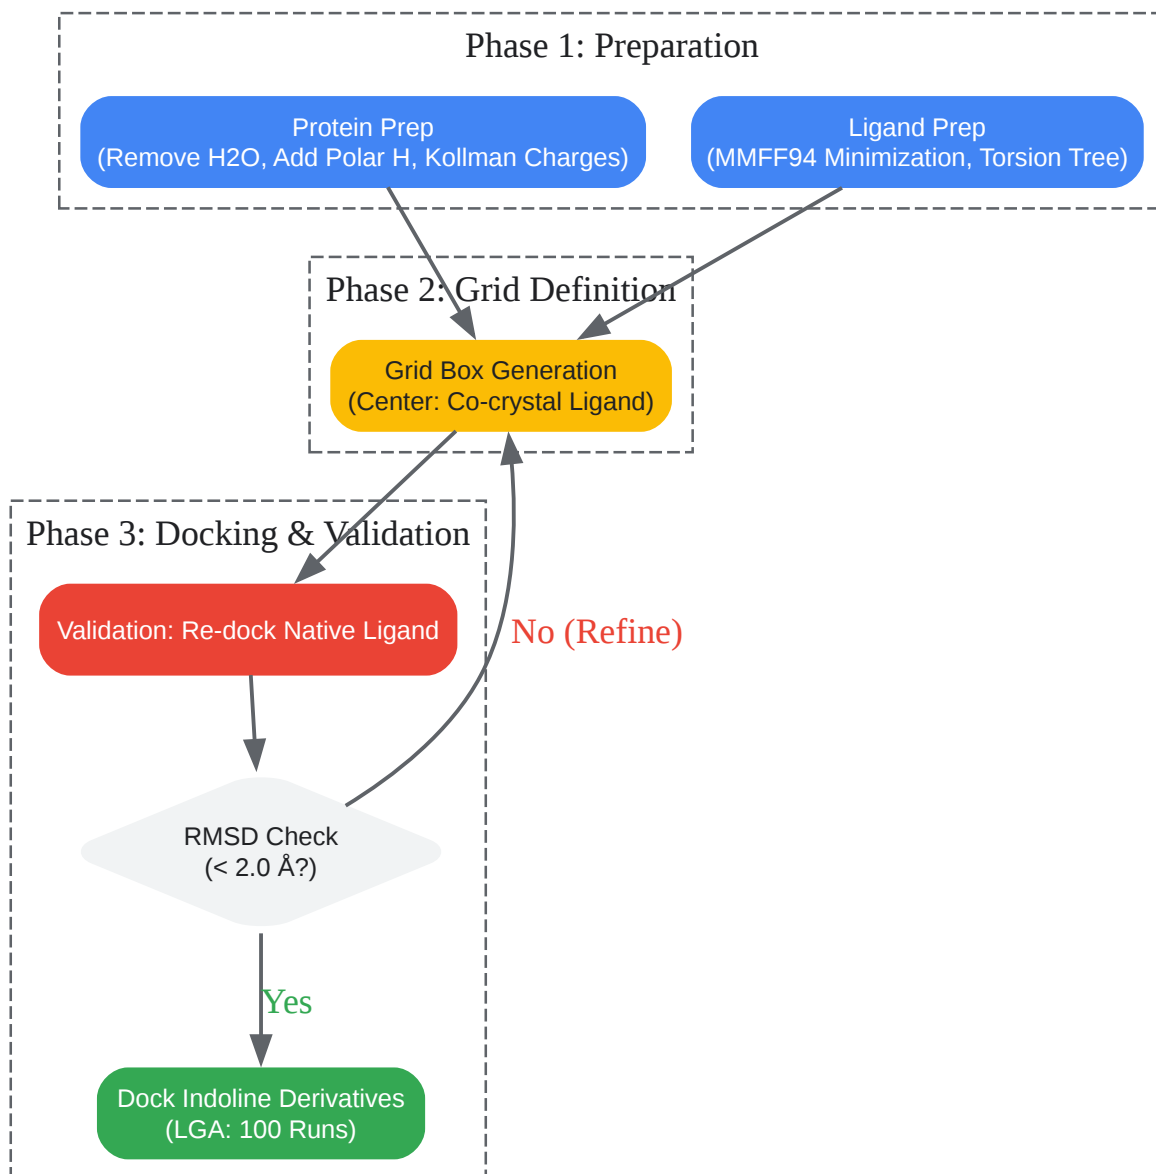 Phase 1: Preparation
Protein Prep
(Remove H2O, Add Polar H, Kollman Charges)
Ligand Prep
(MMFF94 Minimization, Torsion Tree)
Phase 2: Grid Definition
Grid Box Generation
(Center: Co-crystal Ligand)
Phase 3: Docking & Validation
Validation: Re-dock Native Ligand
No (Refine)
RMSD Check
(< 2.0 Å?)
Yes
Dock Indoline Derivatives
(LGA: 100 Runs)